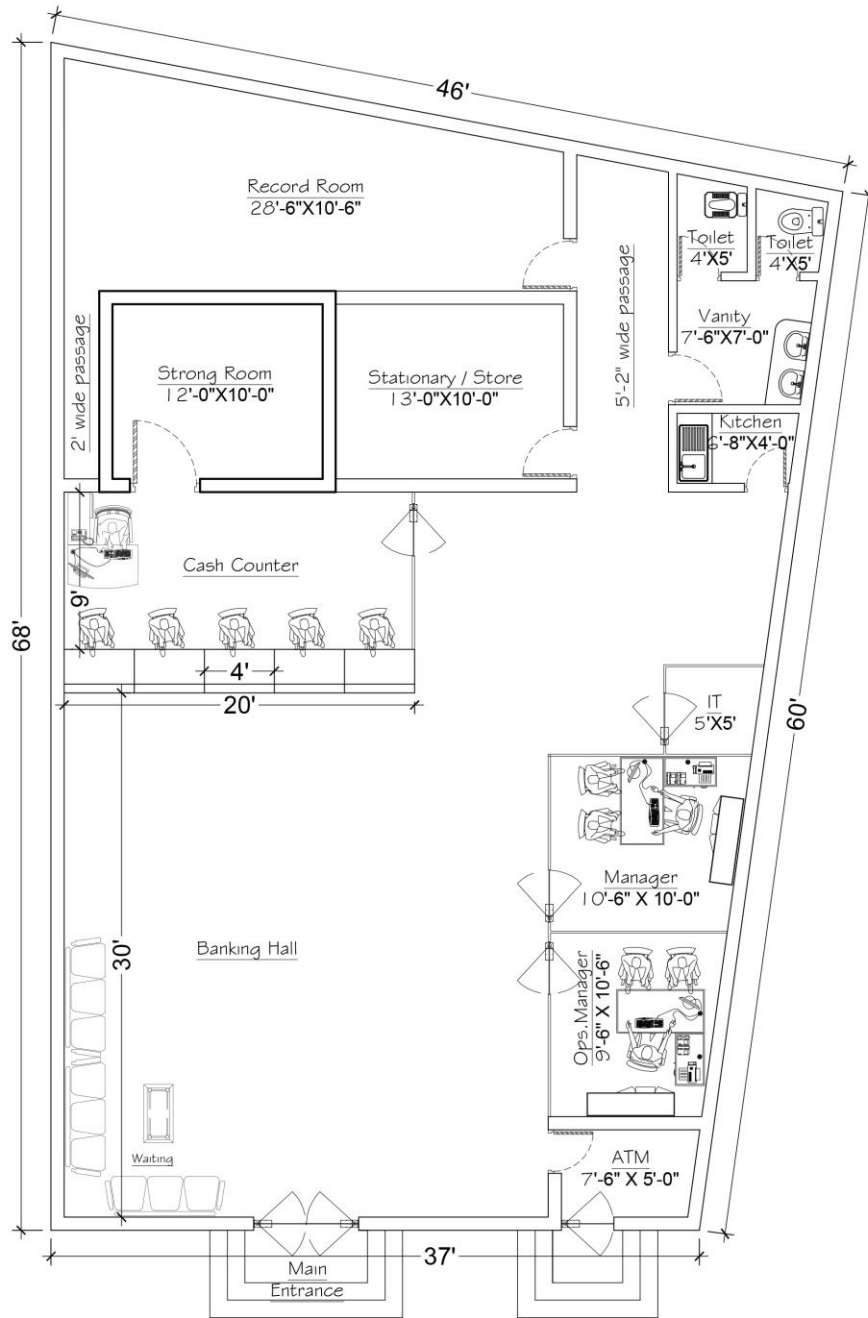 46'
Record Room
28'-6"X10'-6"
Toilet
4'X5'
Toilet
4'X5'
5'-2" wide passage
Vanity
7'-6"X7'-0"
2' wide passage
Strong Room
12'-0"X10'-0"
Stationary / Store
13'-0"X10'-0"
Kitchen
6'-8"X4'-0"
Cash Counter
9'
4'
20'
68'
60'
IT
5'X5'
Manager
10'-6" X 10'-0"
Banking Hall
30'
Ops.Manager
9'-6" X 10'-6"
Waiting
ATM
7'-6" X 5'-0"
37'
Main
Entrance